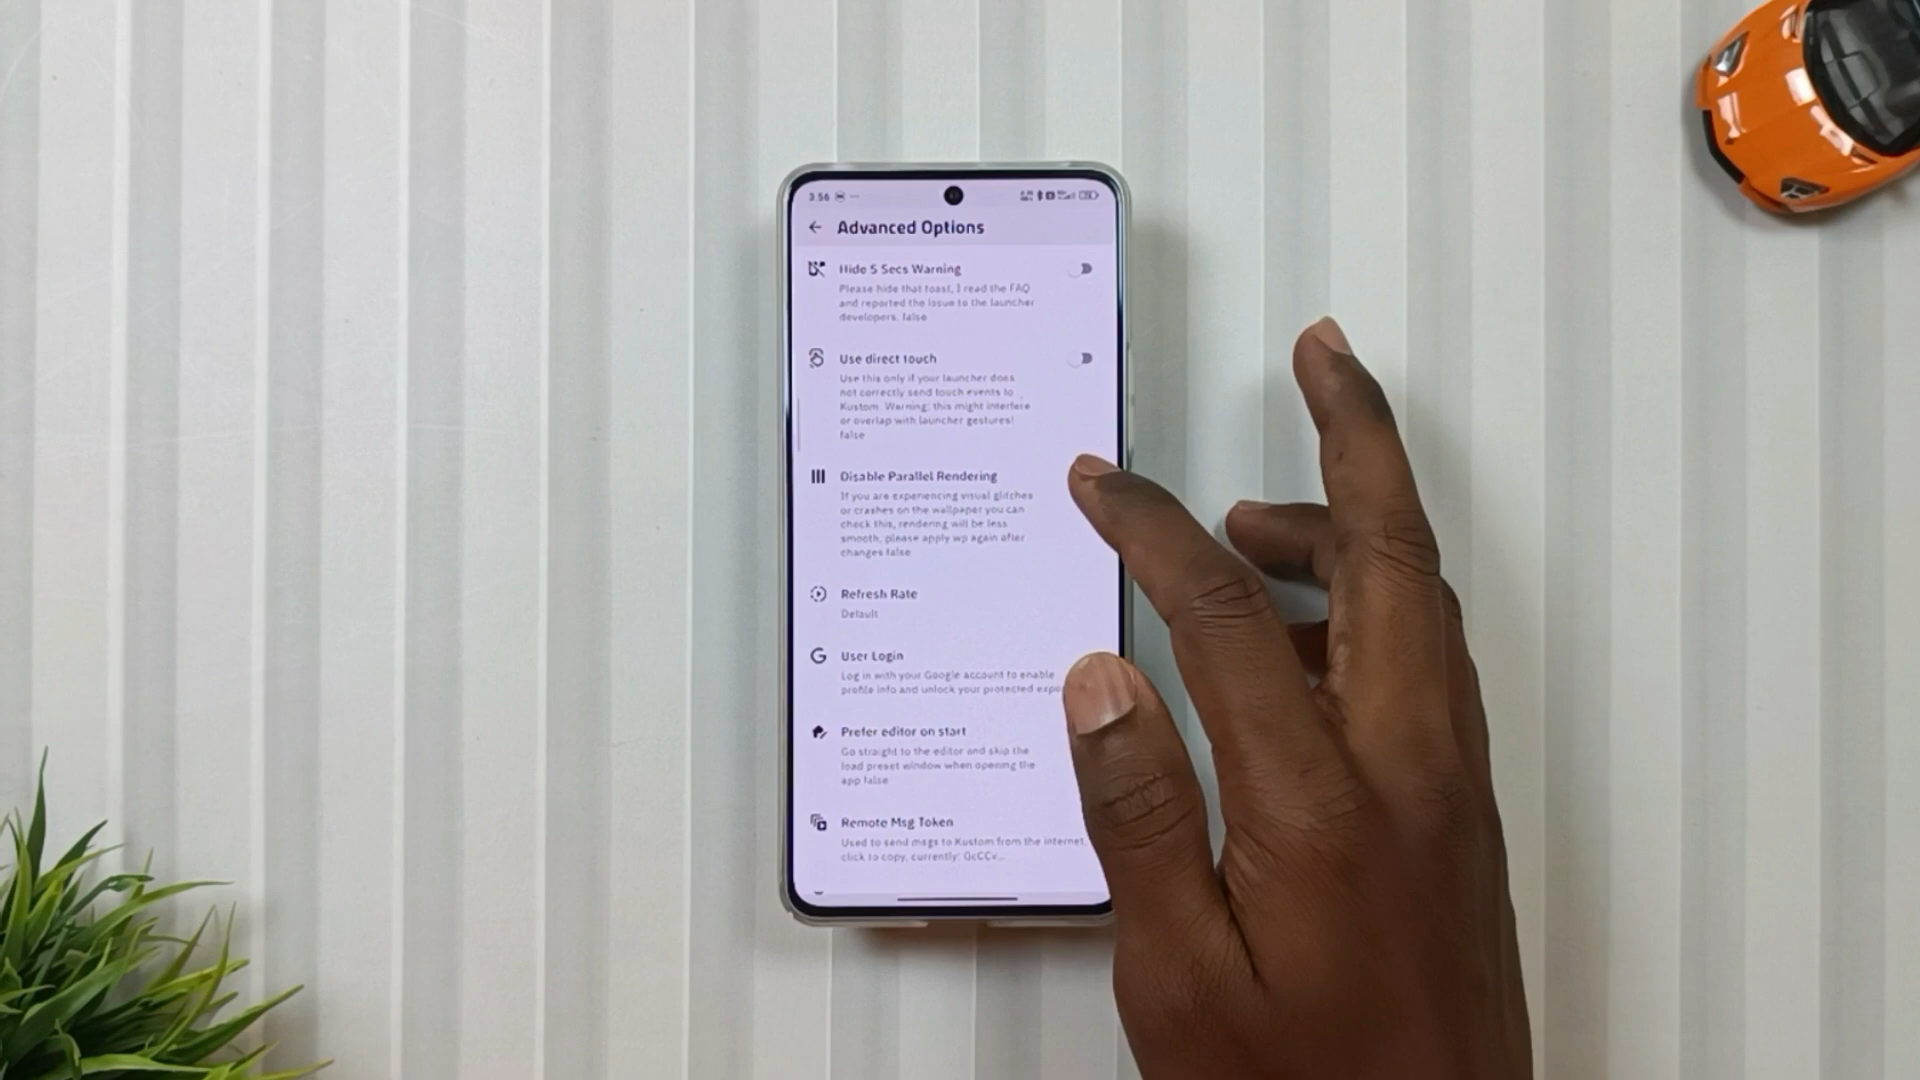 3:56
Advanced Options
Hide 5 Secs Warning
Please hide that toast, I read the FAQ
and reported the issue to the launcher
developers. false
Use direct touch
Use this only if your launcher does
not correctly send touch events to
Kustom. Warning: this might interfere
or overlap with launcher gestures!
false
Disable Parallel Rendering
If you are experiencing visual glitches
or crashes on the wallpaper you can
check this, rendering will be less
smooth, please apply wp again after
changes false
Refresh Rate
Default
User Login
Log in with your Google account to enable
profile info and unlock your protected expo
Prefer editor on start
Go straight to the editor and skip the
load preset window when opening the
app false
Remote Msg Token
Used to send msgs to Kustom from the internet,
click to copy, currently: GcCCv...